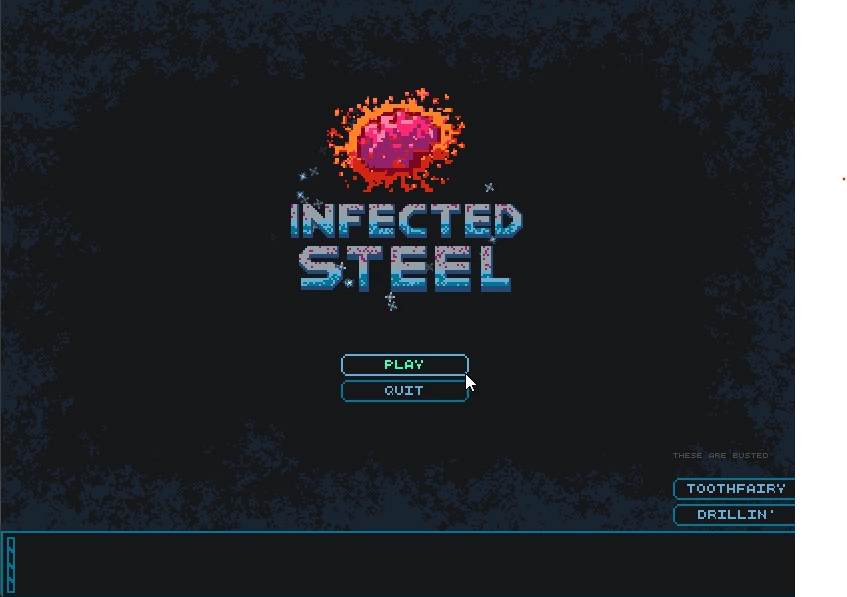 INFECTED
STEEL
PLAY
QUIT
THESE ARE BUSTED
TOOTHFAIRY
DRILLIN'